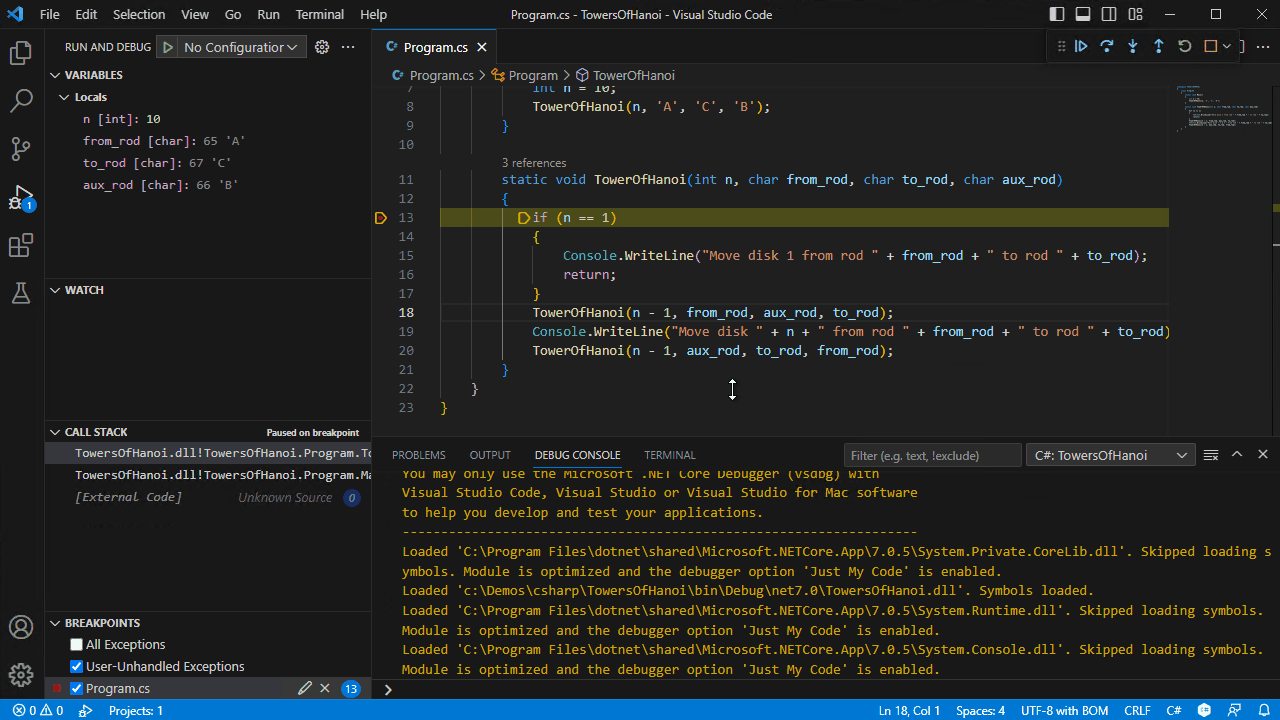 File Edit Selection View Go Run Terminal Help
Program.cs - TowersOfHanoi - Visual Studio Code
RUN AND DEBUG No Configuration
VARIABLES
Locals
n [int]: 10
from_rod [char]: 65 'A'
to_rod [char]: 67 'C'
aux_rod [char]: 66 'B'
WATCH
CALL STACK Paused on breakpoint
TowersOfHanoi.dll!TowersOfHanoi.Program.To
TowersOfHanoi.dll!TowersOfHanoi.Program.Ma
[External Code] Unknown Source 0
BREAKPOINTS
All Exceptions
User-Unhandled Exceptions
Program.cs 13
1
Program.cs
Program.cs > Program > TowerOfHanoi
7 int n = 10;
8 TowerOfHanoi(n, 'A', 'C', 'B');
9 }
10
3 references
11 static void TowerOfHanoi(int n, char from_rod, char to_rod, char aux_rod)
12 {
13 if (n == 1)
14 {
15 Console.WriteLine("Move disk 1 from rod " + from_rod + " to rod " + to_rod);
16 return;
17 }
18 TowerOfHanoi(n - 1, from_rod, aux_rod, to_rod);
19 Console.WriteLine("Move disk " + n + " from rod " + from_rod + " to rod " + to_rod)
20 TowerOfHanoi(n - 1, aux_rod, to_rod, from_rod);
21 }
22 }
23 }
PROBLEMS OUTPUT DEBUG CONSOLE TERMINAL Filter (e.g. text, !exclude) C#: TowersOfHanoi
You may only use the Microsoft .NET Core Debugger (vsdbg) with
Visual Studio Code, Visual Studio or Visual Studio for Mac software
to help you develop and test your applications.
-------------------------------------------------------------------
Loaded 'C:\Program Files\dotnet\shared\Microsoft.NETCore.App\7.0.5\System.Private.CoreLib.dll'. Skipped loading s
ymbols. Module is optimized and the debugger option 'Just My Code' is enabled.
Loaded 'c:\Demos\csharp\TowersOfHanoi\bin\Debug\net7.0\TowersOfHanoi.dll'. Symbols loaded.
Loaded 'C:\Program Files\dotnet\shared\Microsoft.NETCore.App\7.0.5\System.Runtime.dll'. Skipped loading symbols.
Module is optimized and the debugger option 'Just My Code' is enabled.
Loaded 'C:\Program Files\dotnet\shared\Microsoft.NETCore.App\7.0.5\System.Console.dll'. Skipped loading symbols.
Module is optimized and the debugger option 'Just My Code' is enabled.
0 0 Projects: 1 Ln 18, Col 1 Spaces: 4 UTF-8 with BOM CRLF C#